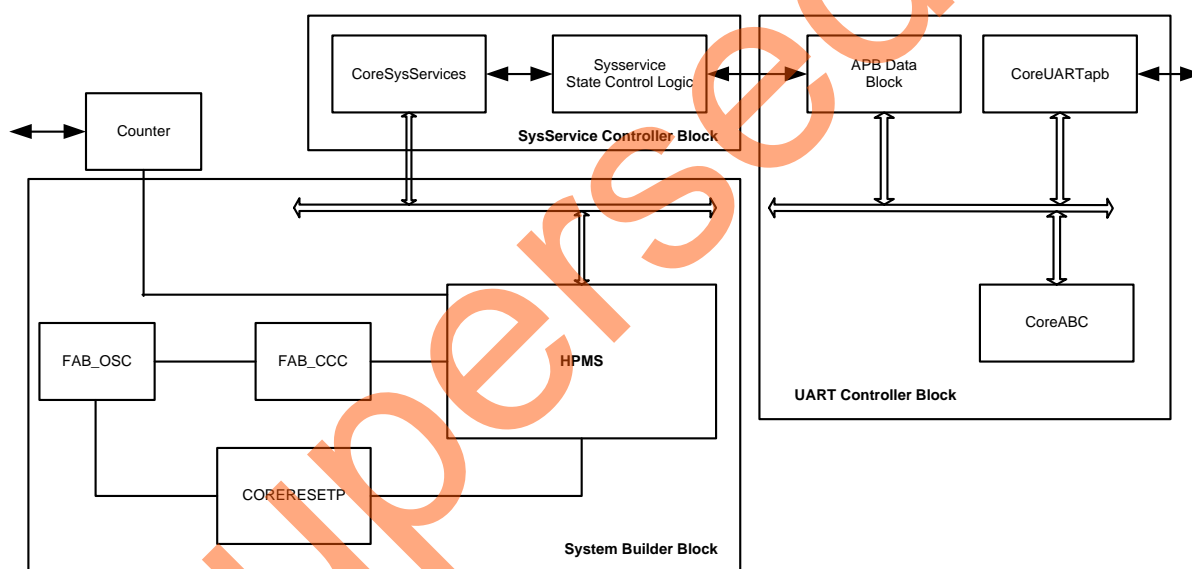 CoreSysServices
Sysservice
State Control Logic
APB Data
Block
CoreUARTapb
Counter
SysService Controller Block
FAB_OSC
FAB_CCC
HPMS
CoreABC
UART Controller Block
CORERESETP
System Builder Block
Superseded